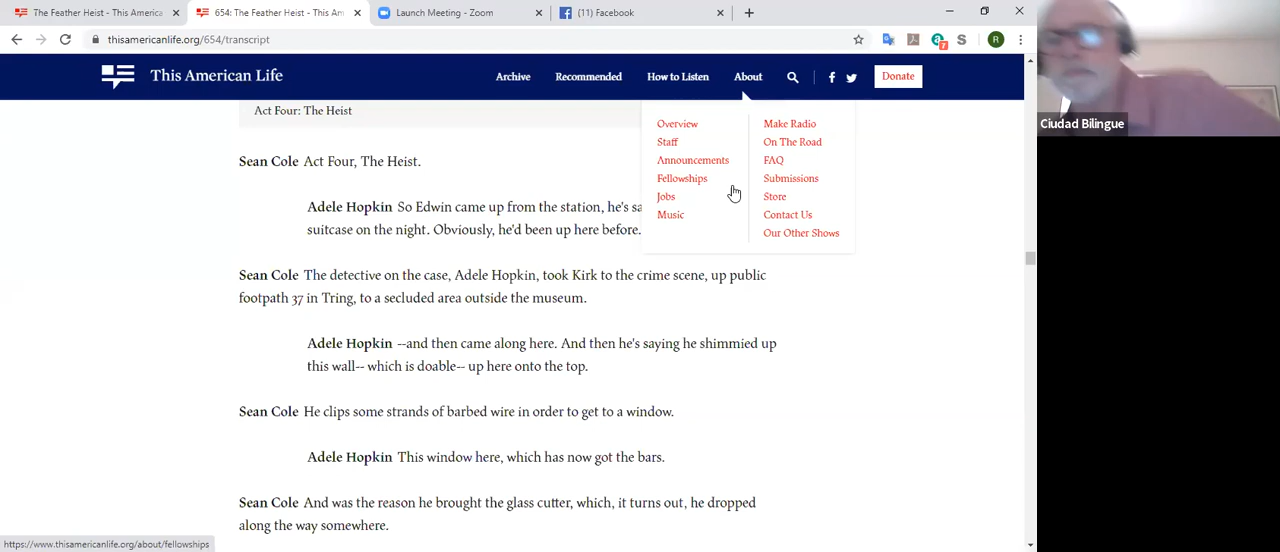 The Feather Heist - This America
654: The Feather Heist - This Am
Launch Meeting - Zoom
(11) Facebook
thisamericanlife.org/654/transcript
7
S
R
This American Life
Archive
Recommended
How to Listen
About
Donate
Overview
Staff
Announcements
Fellowships
Jobs
Music
Make Radio
On The Road
FAQ
Submissions
Store
Contact Us
Our Other Shows
Act Four: The Heist
Sean Cole Act Four, The Heist.
Adele Hopkin So Edwin came up from the station, he's sa
suitcase on the night. Obviously, he'd been up here before.
Sean Cole The detective on the case, Adele Hopkin, took Kirk to the crime scene, up public
footpath 37 in Tring, to a secluded area outside the museum.
Adele Hopkin --and then came along here. And then he's saying he shimmied up
this wall-- which is doable-- up here onto the top.
Sean Cole He clips some strands of barbed wire in order to get to a window.
Adele Hopkin This window here, which has now got the bars.
Sean Cole And was the reason he brought the glass cutter, which, it turns out, he dropped
along the way somewhere.
https://www.thisamericanlife.org/about/fellowships
Ciudad Bilingue